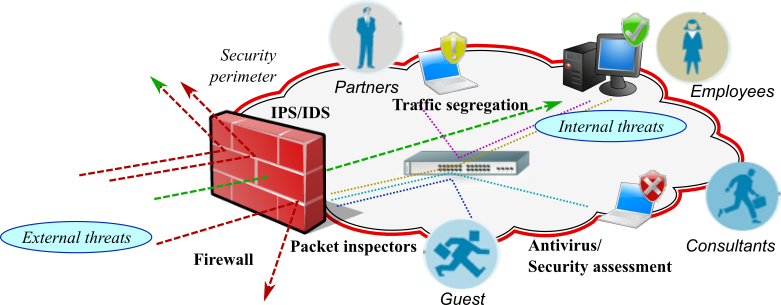 Security
perimeter
Partners
Employees
IPS/IDS
Traffic segregation
Internal threats
External threats
Firewall
Packet inspectors
Antivirus/
Security assessment
Consultants
Guest